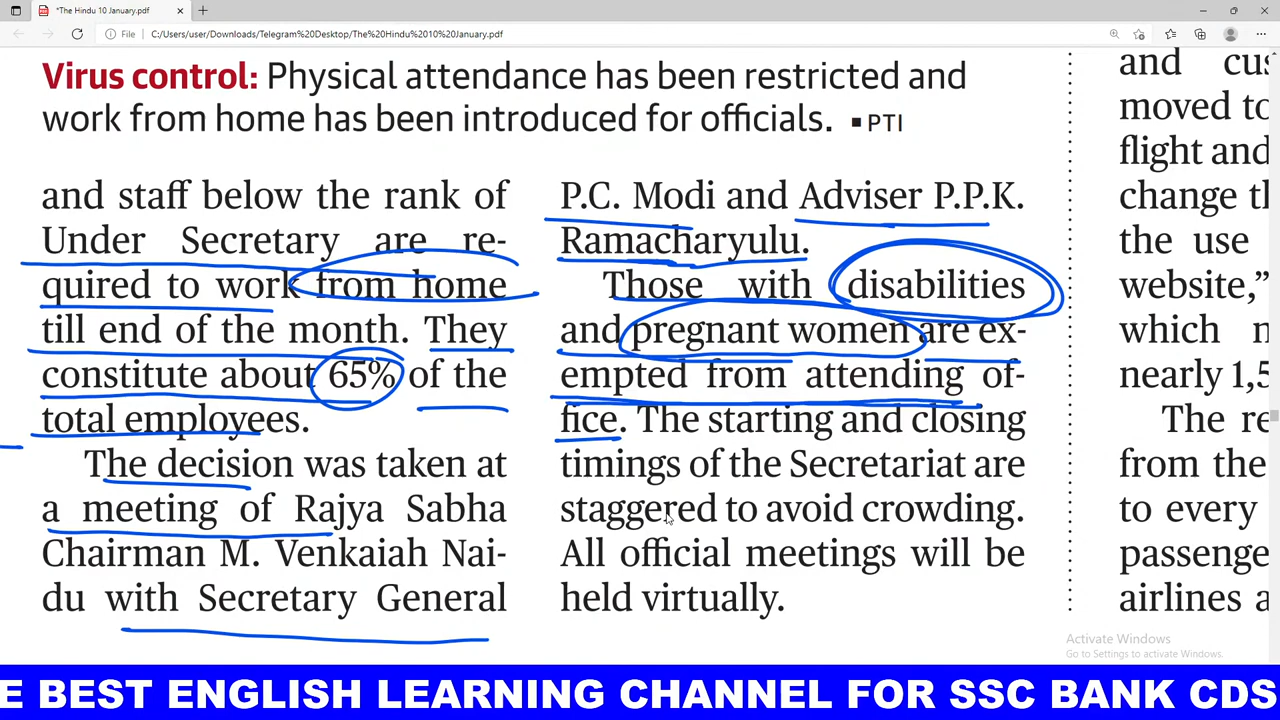 *The Hindu 10 January.pdf
File
C:/Users/user/Downloads/Telegram%20Desktop/The%20Hindu%2010%20January.pdf
Virus control: Physical attendance has been restricted and
work from home has been introduced for officials. ■ PTI
and staff below the rank of
Under Secretary are re-
quired to work from home
till end of the month. They
constitute about 65% of the
total employees.
The decision was taken at
a meeting of Rajya Sabha
Chairman M. Venkaiah Nai-
du with Secretary General
P.C. Modi and Adviser P.P.K.
Ramacharyulu.
Those with disabilities
and pregnant women are ex-
empted from attending of-
fice. The starting and closing
timings of the Secretariat are
staggered to avoid crowding.
All official meetings will be
held virtually.
and cus
moved to
flight and
change th
the use
website,”
which n
nearly 1,5
The re
from the
to every
passenge
airlines a
Activate Windows
Go to Settings to activate Windows.
E BEST ENGLISH LEARNING CHANNEL FOR SSC BANK CDS